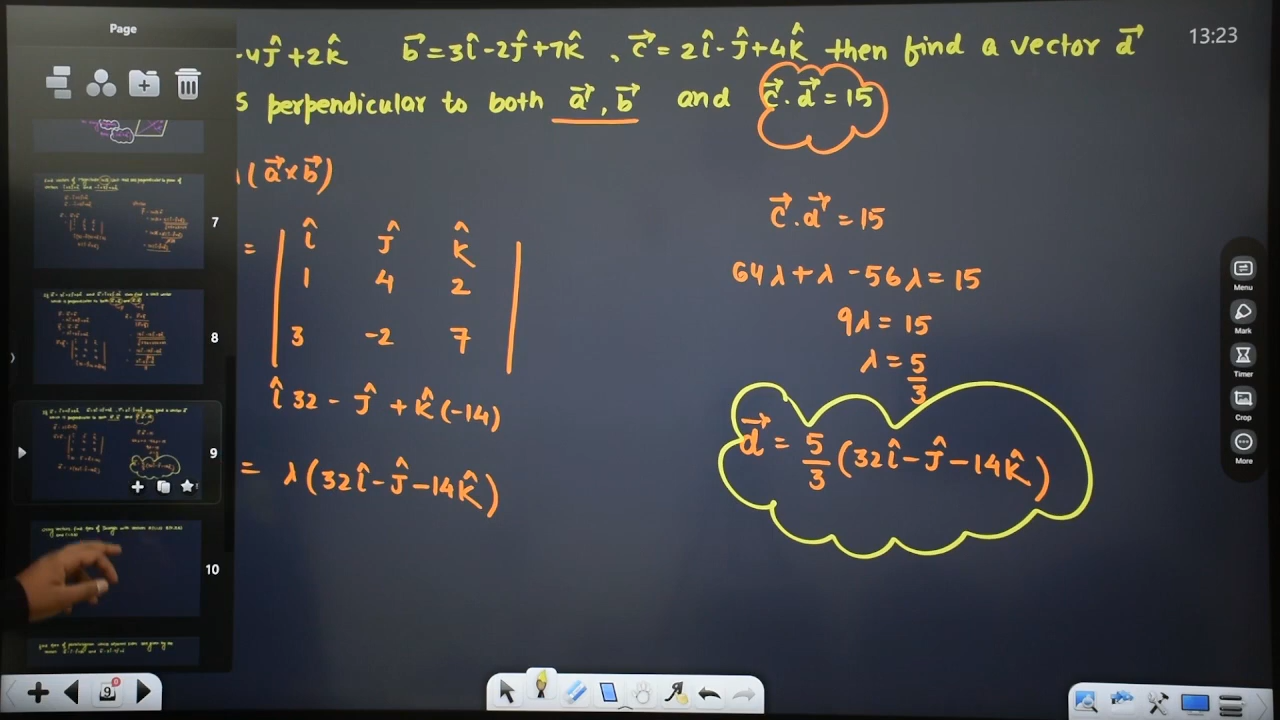 Page
13:23
-4ĵ+2k̂ b⃗=3î-2ĵ+7k̂ , c⃗=2î-ĵ+4k̂ then find a vector d⃗
s perpendicular to both a⃗,b⃗ and c⃗.d⃗=15
λ(a⃗×b⃗)
= | î ĵ k̂ |
1 4 2
3 -2 7
î 32 - ĵ + k̂(-14)
= λ(32î-ĵ-14k̂)
c⃗.d⃗=15
64λ+λ-56λ=15
9λ=15
λ=5/3
d⃗ = 5/3(32î-ĵ-14k̂)
7
8
9
10
Menu
Mark
Timer
Crop
More
9